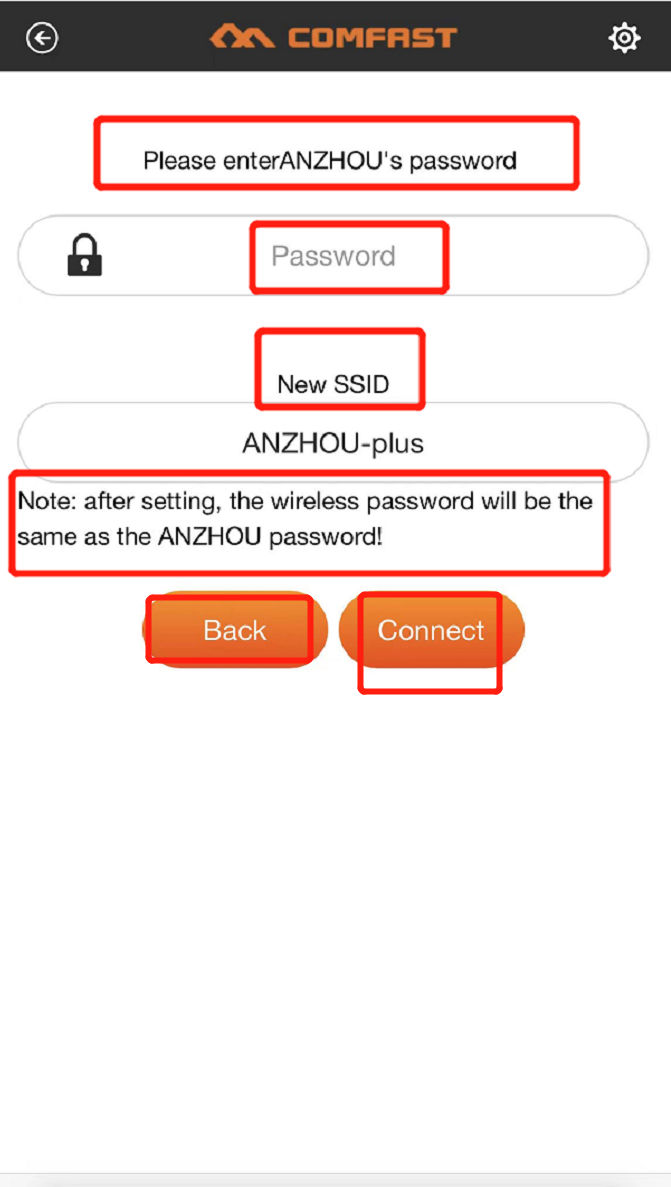 COMFAST
Please enterANZHOU's password
Password
New SSID
ANZHOU-plus
Note: after setting, the wireless password will be the
same as the ANZHOU password!
Back
Connect